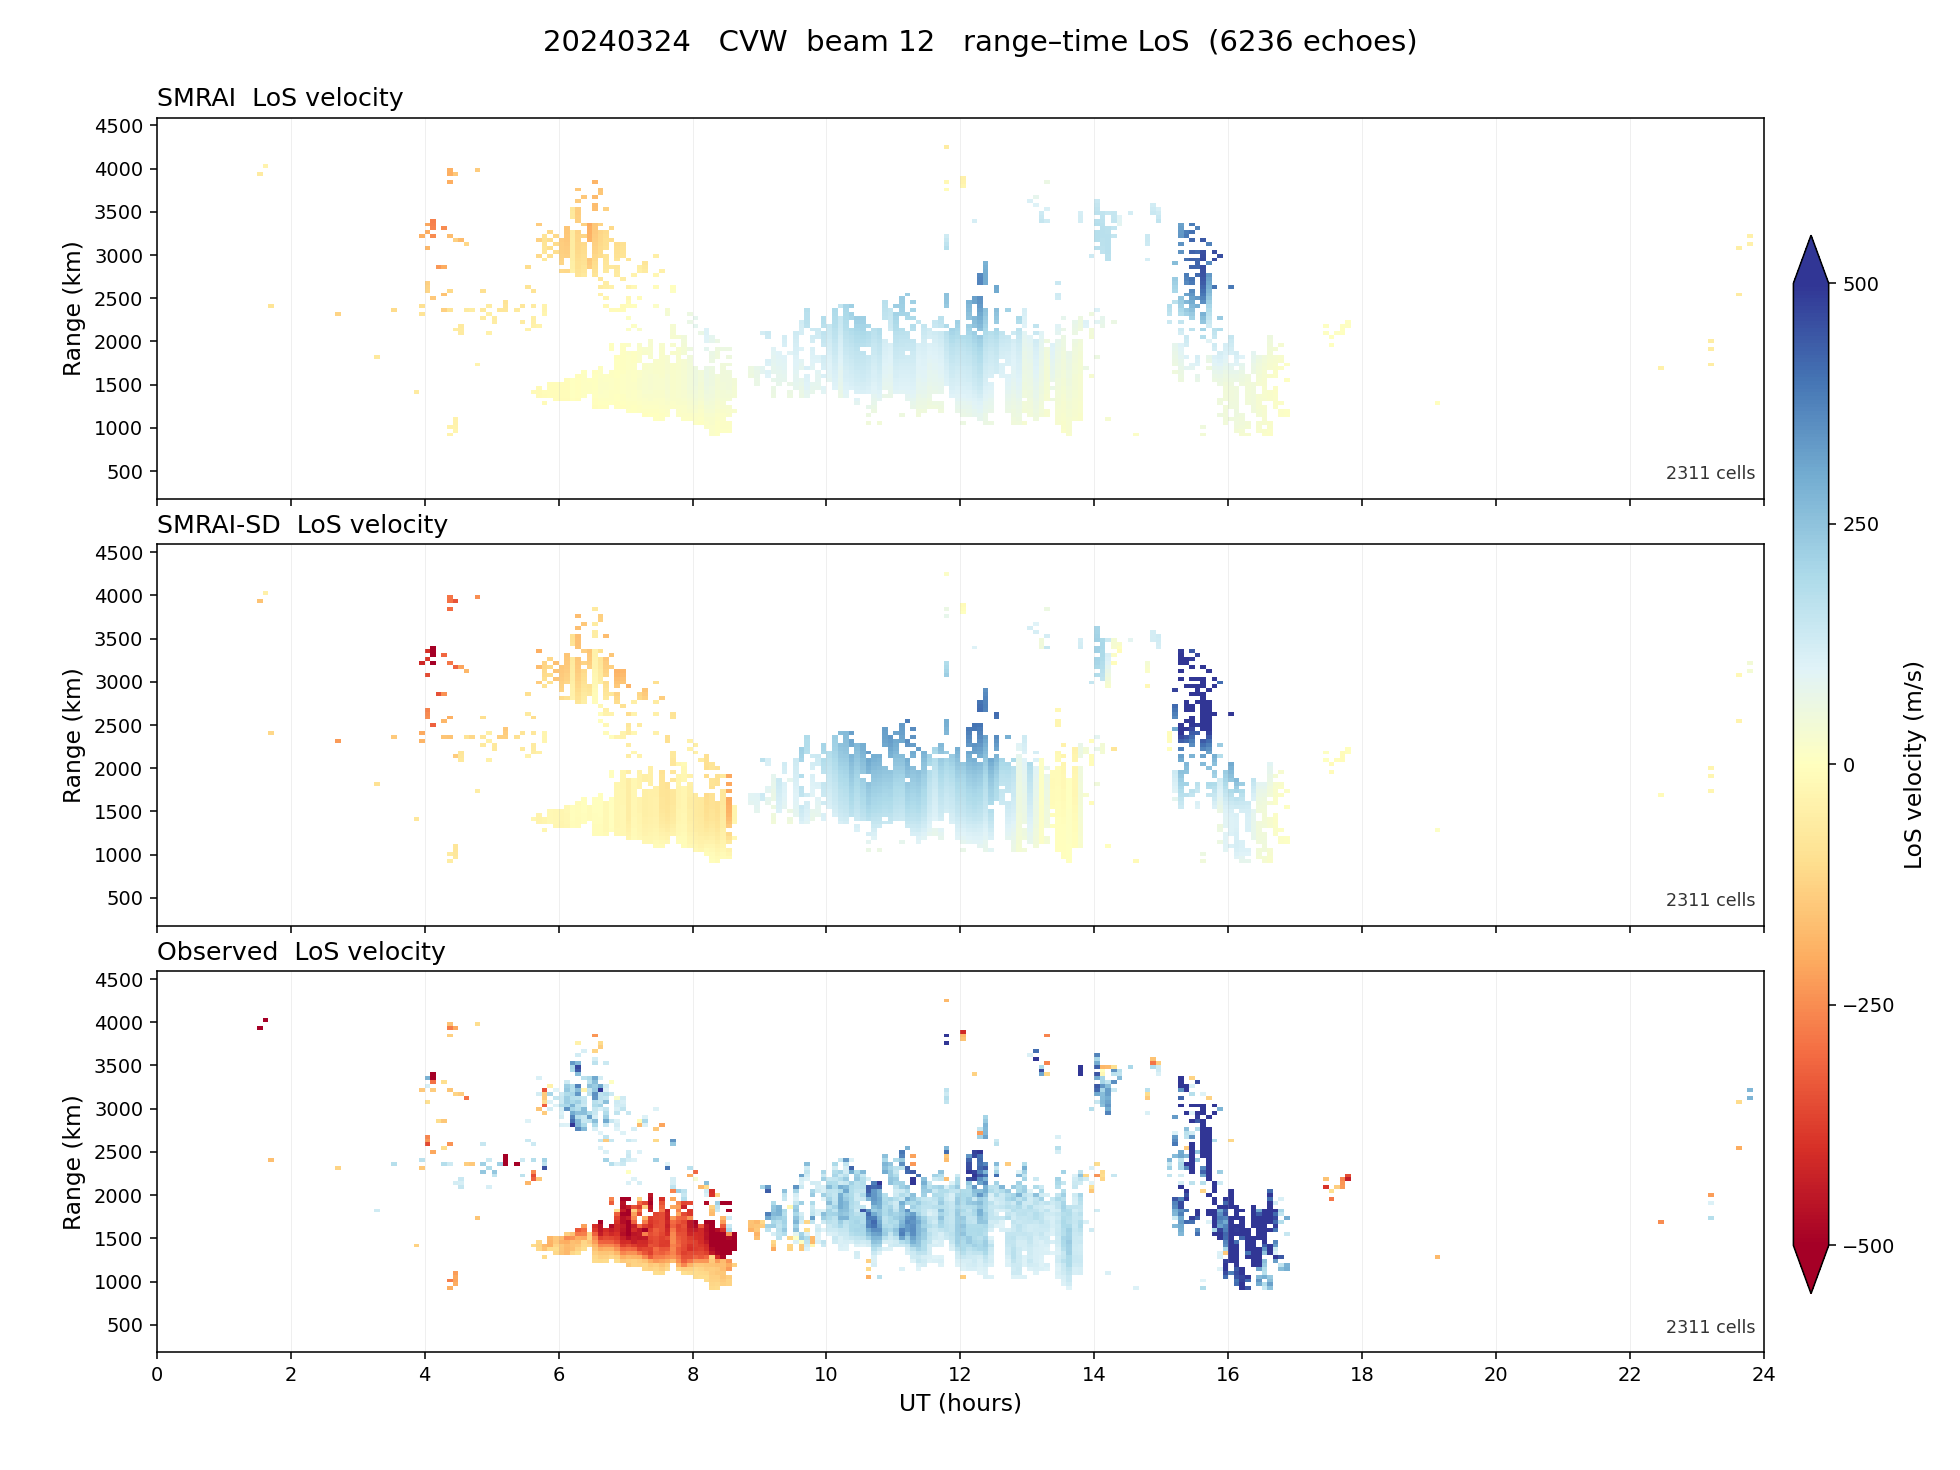 20240324   CVW  beam 12   range–time LoS  (6236 echoes)
SMRAI  LoS velocity
4500
4000
3500
3000
2500
2000
1500
1000
500
Range (km)
2311 cells
SMRAI-SD  LoS velocity
4500
4000
3500
3000
2500
2000
1500
1000
500
Range (km)
2311 cells
Observed  LoS velocity
4500
4000
3500
3000
2500
2000
1500
1000
500
Range (km)
2311 cells
0 2 4 6 8 10 12 14 16 18 20 22 24
UT (hours)
500
250
0
−250
−500
LoS velocity (m/s)